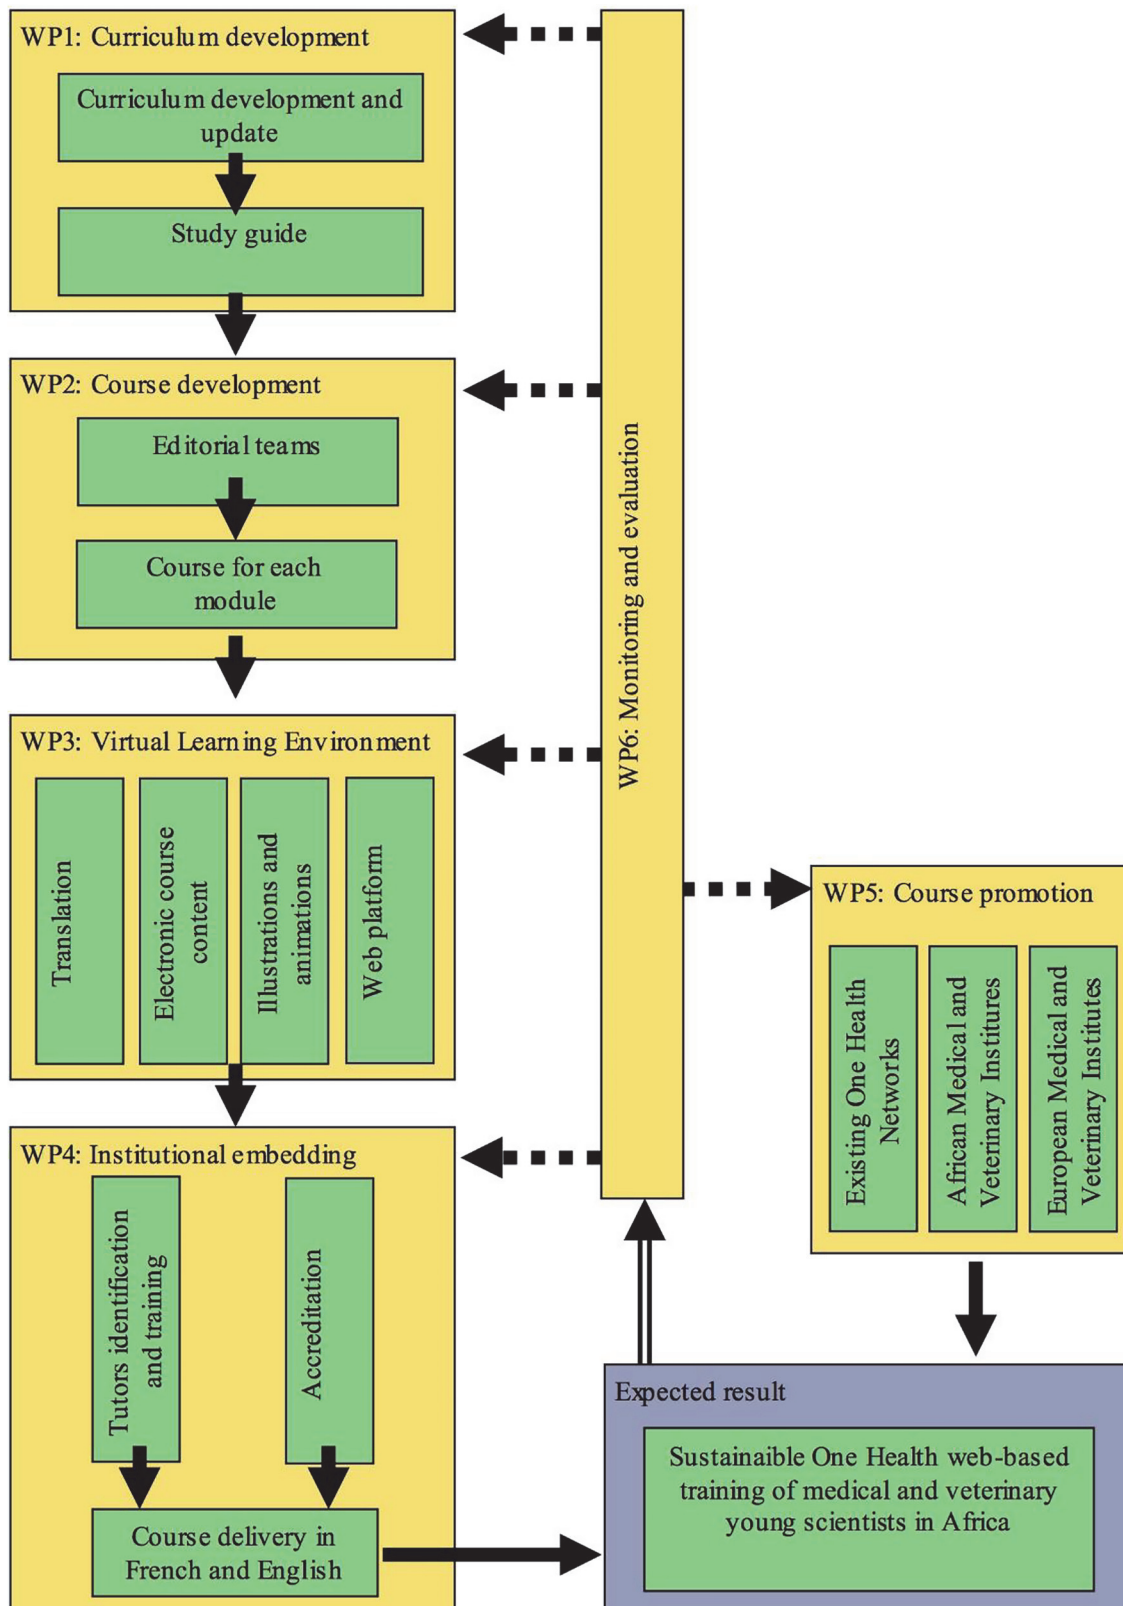 WP1: Curriculum development
Curriculum development and
update
Study guide
WP2: Course development
Editorial teams
Course for each
module
WP3: Virtual Learning Environment
Translation
Electronic course
content
Illustrations and
animations
Web platform
WP4: Institutional embedding
Tutors identification
and training
Accreditation
Course delivery in
French and English
WP6: Monitoring and evaluation
WP5: Course promotion
Existing One Health
Networks
African Medical and
Veterinary Institures
European Medical and
Veterinary Institutes
Expected result
Sustainaible One Health web-based
training of medical and veterinary
young scientists in Africa